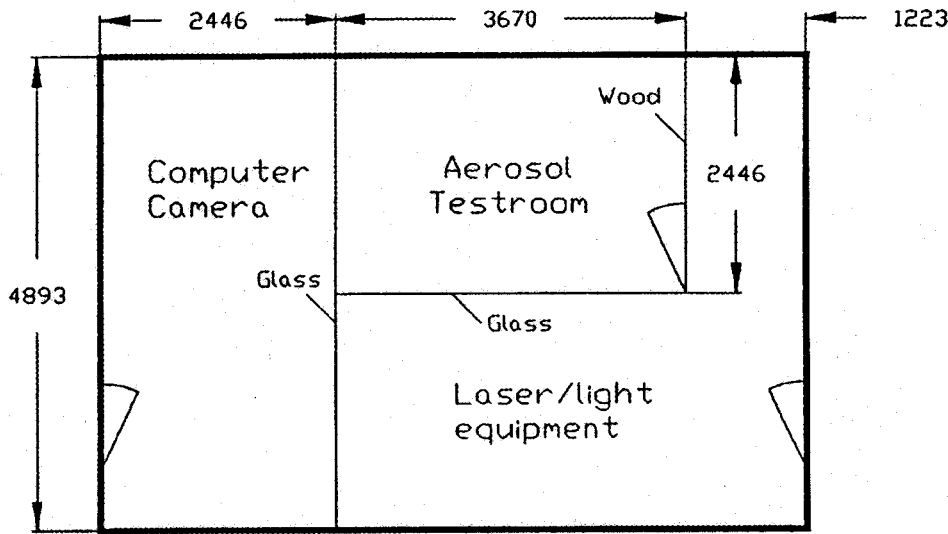 2446
3670
1223
Wood
Computer
Camera
Aerosol
Testroom
2446
4893
Glass
Glass
Laser/light
equipment